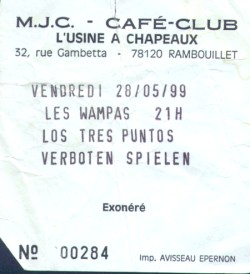 M.J.C. - CAFÉ-CLUB
L'USINE A CHAPEAUX
32, rue Gambetta - 78120 RAMBOUILLET
VENDREDI 28/05/99
LES WAMPAS 21H
LOS TRES PUNTOS
VERBOTEN SPIELEN
Exonéré
Nº 00284
Imp. AVISSEAU EPERNON